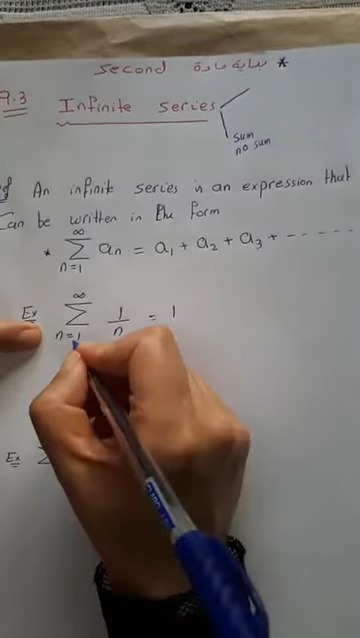 second بداية مادة *
9.3 Infinite series
sum
no sum
An infinite series is an expression that
can be written in the form
* ∞ ∑ n=1 aₙ = a₁ + a₂ + a₃ + ------
Ex ∞ ∑ n=1 1/n = 1
Ex